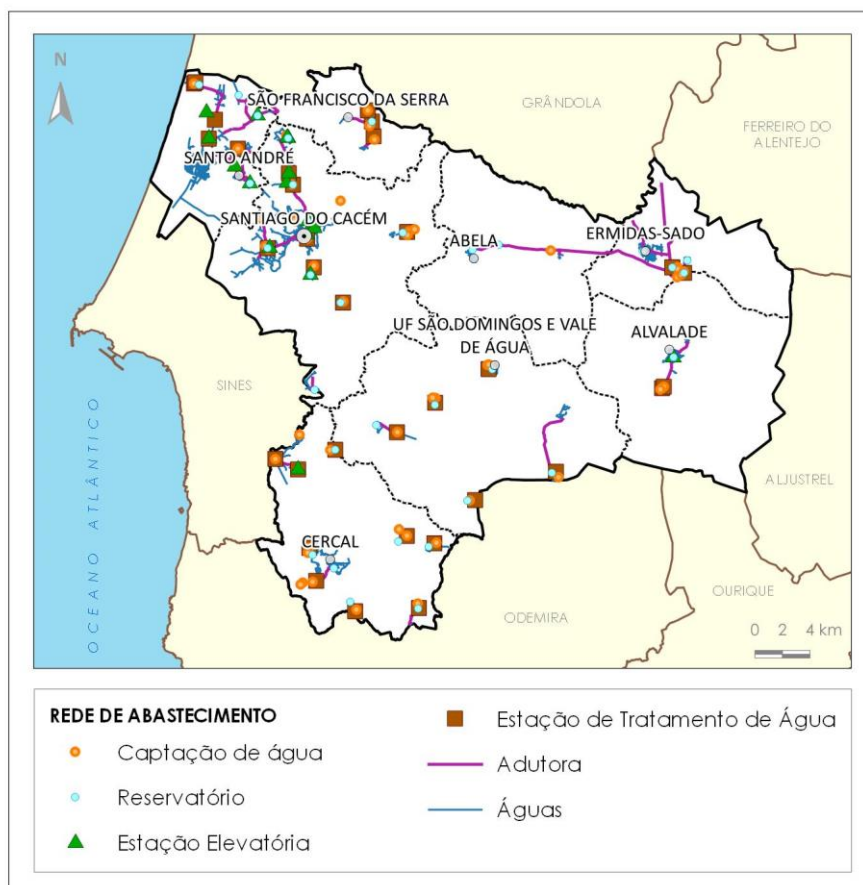 N
SÃO FRANCISCO DA SERRA
GRÂNDOLA
FERREIRO DO
ALENTEJO
SANTO ANDRÉ
SANTIAGO DO CACÉM
ABELA
ERMIDAS-SADO
UF SÃO DOMINGOS E VALE
DE ÁGUA
ALVALADE
SINES
OCEANO ATLÂNTICO
ALJUSTREL
CERCAL
OURIQUE
ODEMIRA
0 2 4 km
REDE DE ABASTECIMENTO
Captação de água
Reservatório
Estação Elevatória
Estação de Tratamento de Água
Adutora
Águas